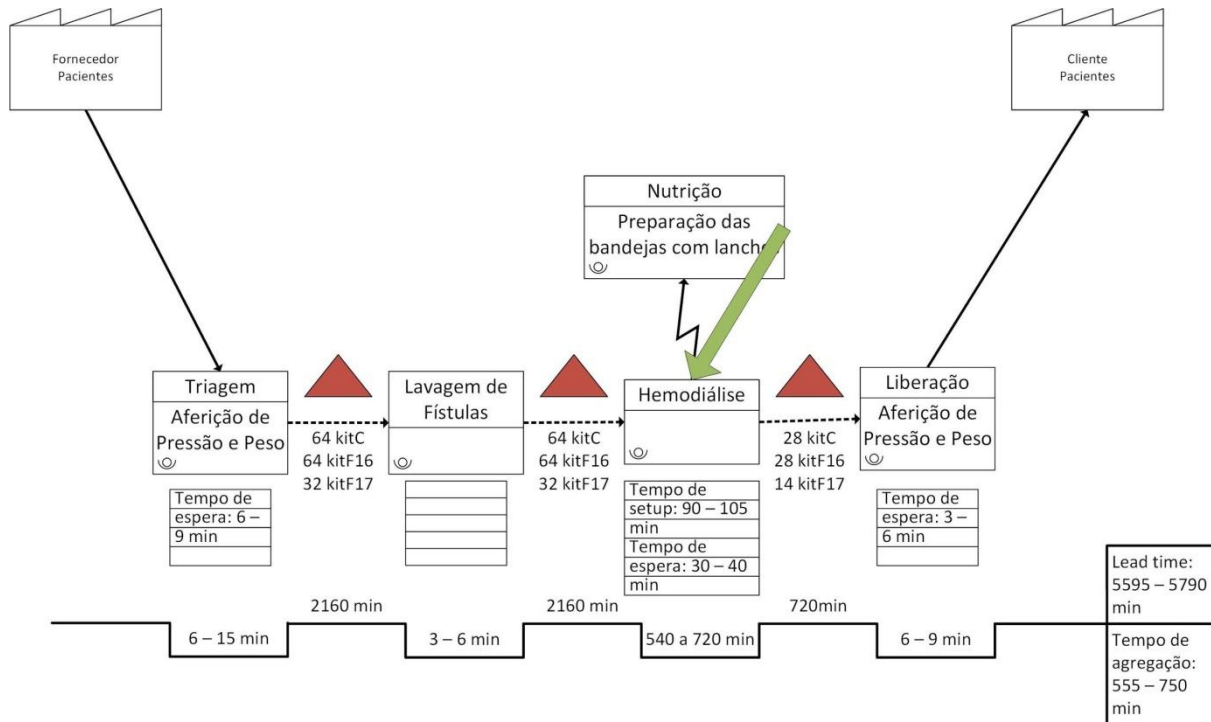 Fornecedor
Pacientes
Cliente
Pacientes
Nutrição
Preparação das
bandejas com lanches
Triagem
Aferição de
Pressão e Peso
64 kitC
64 kitF16
32 kitF17
Lavagem de
Fístulas
64 kitC
64 kitF16
32 kitF17
Hemodiálise
28 kitC
28 kitF16
14 kitF17
Liberação
Aferição de
Pressão e Peso
Tempo de
espera: 6 –
9 min
Tempo de
setup: 90 – 105
min
Tempo de
espera: 30 – 40
min
Tempo de
espera: 3 –
6 min
2160 min
2160 min
720min
6 – 15 min
3 – 6 min
540 a 720 min
6 – 9 min
Lead time:
5595 – 5790
min
Tempo de
agregação:
555 – 750
min